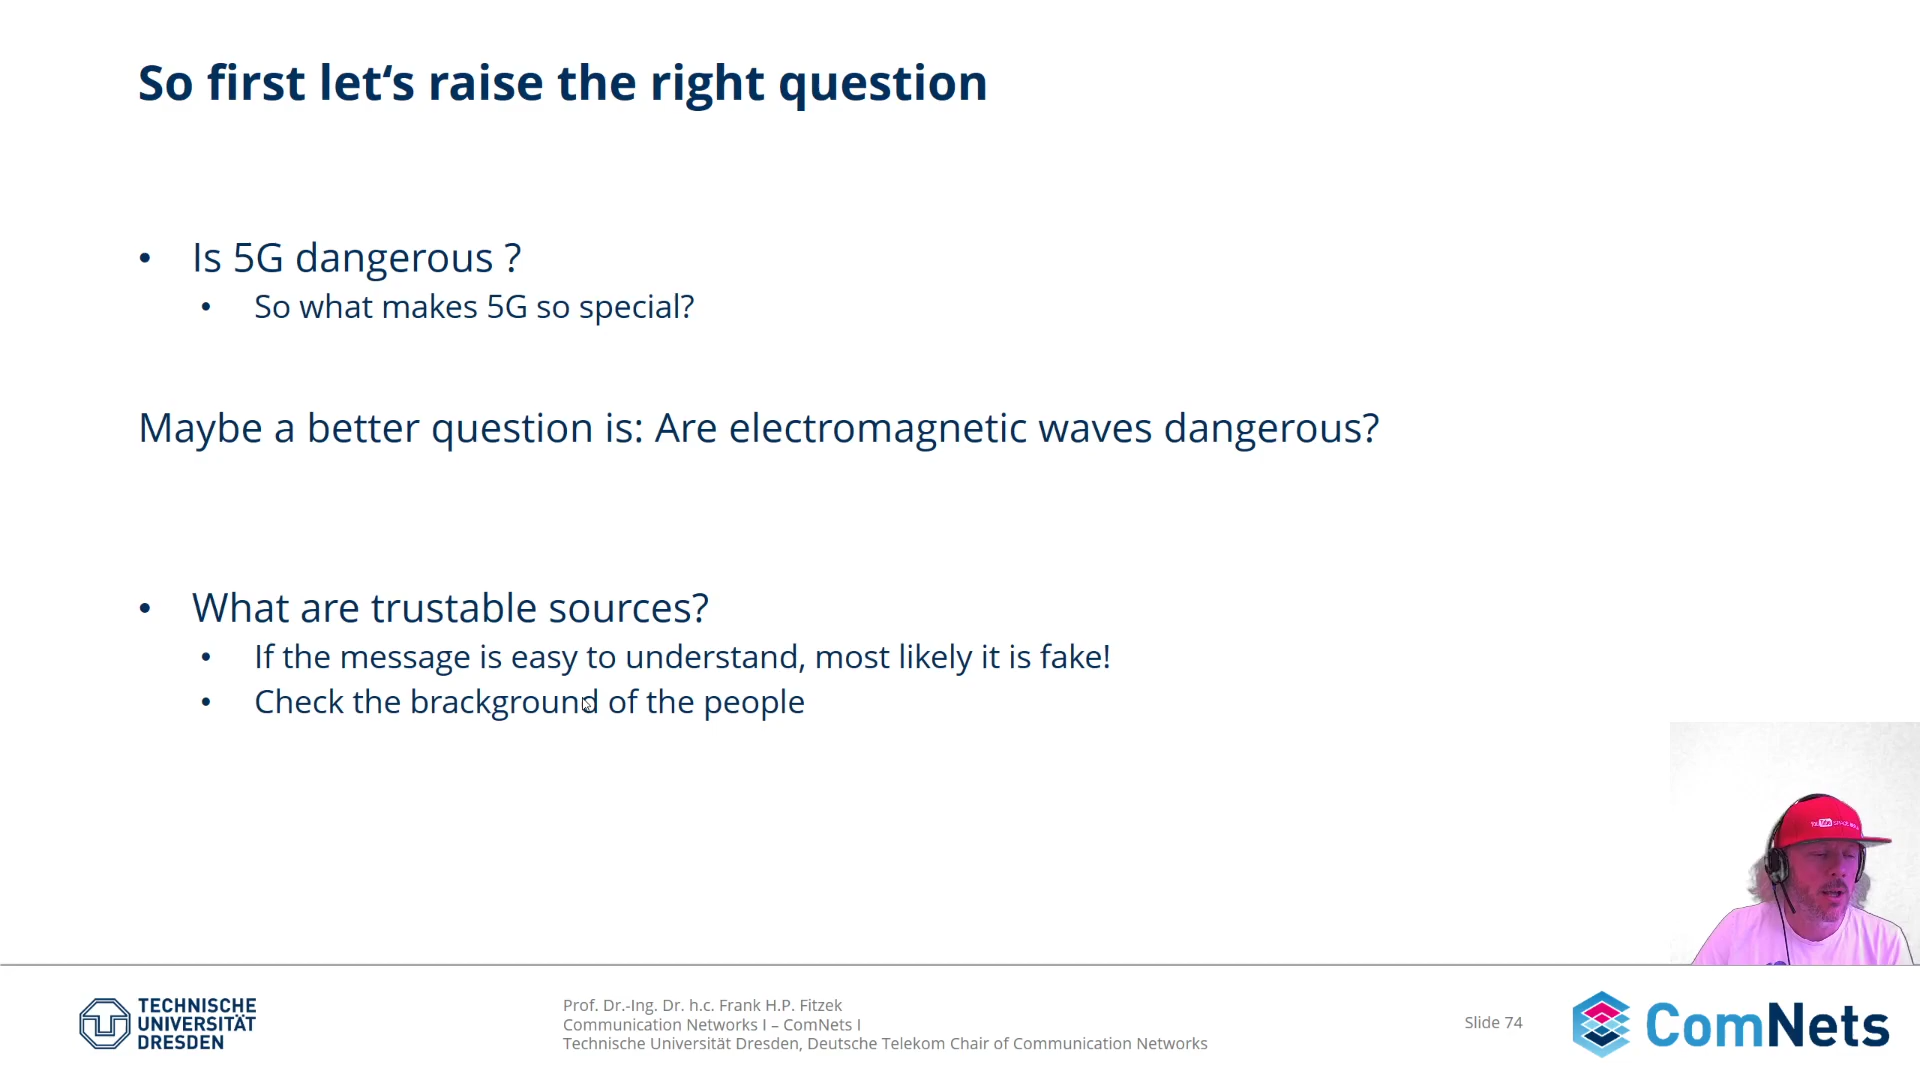 So first let‘s raise the right question
• Is 5G dangerous ?
• So what makes 5G so special?
Maybe a better question is: Are electromagnetic waves dangerous?
• What are trustable sources?
• If the message is easy to understand, most likely it is fake!
• Check the brackground of the people
TECHNISCHE
UNIVERSITÄT
DRESDEN
Prof. Dr.-Ing. Dr. h.c. Frank H.P. Fitzek
Communication Networks I – ComNets I
Technische Universität Dresden, Deutsche Telekom Chair of Communication Networks
Slide 74
ComNets